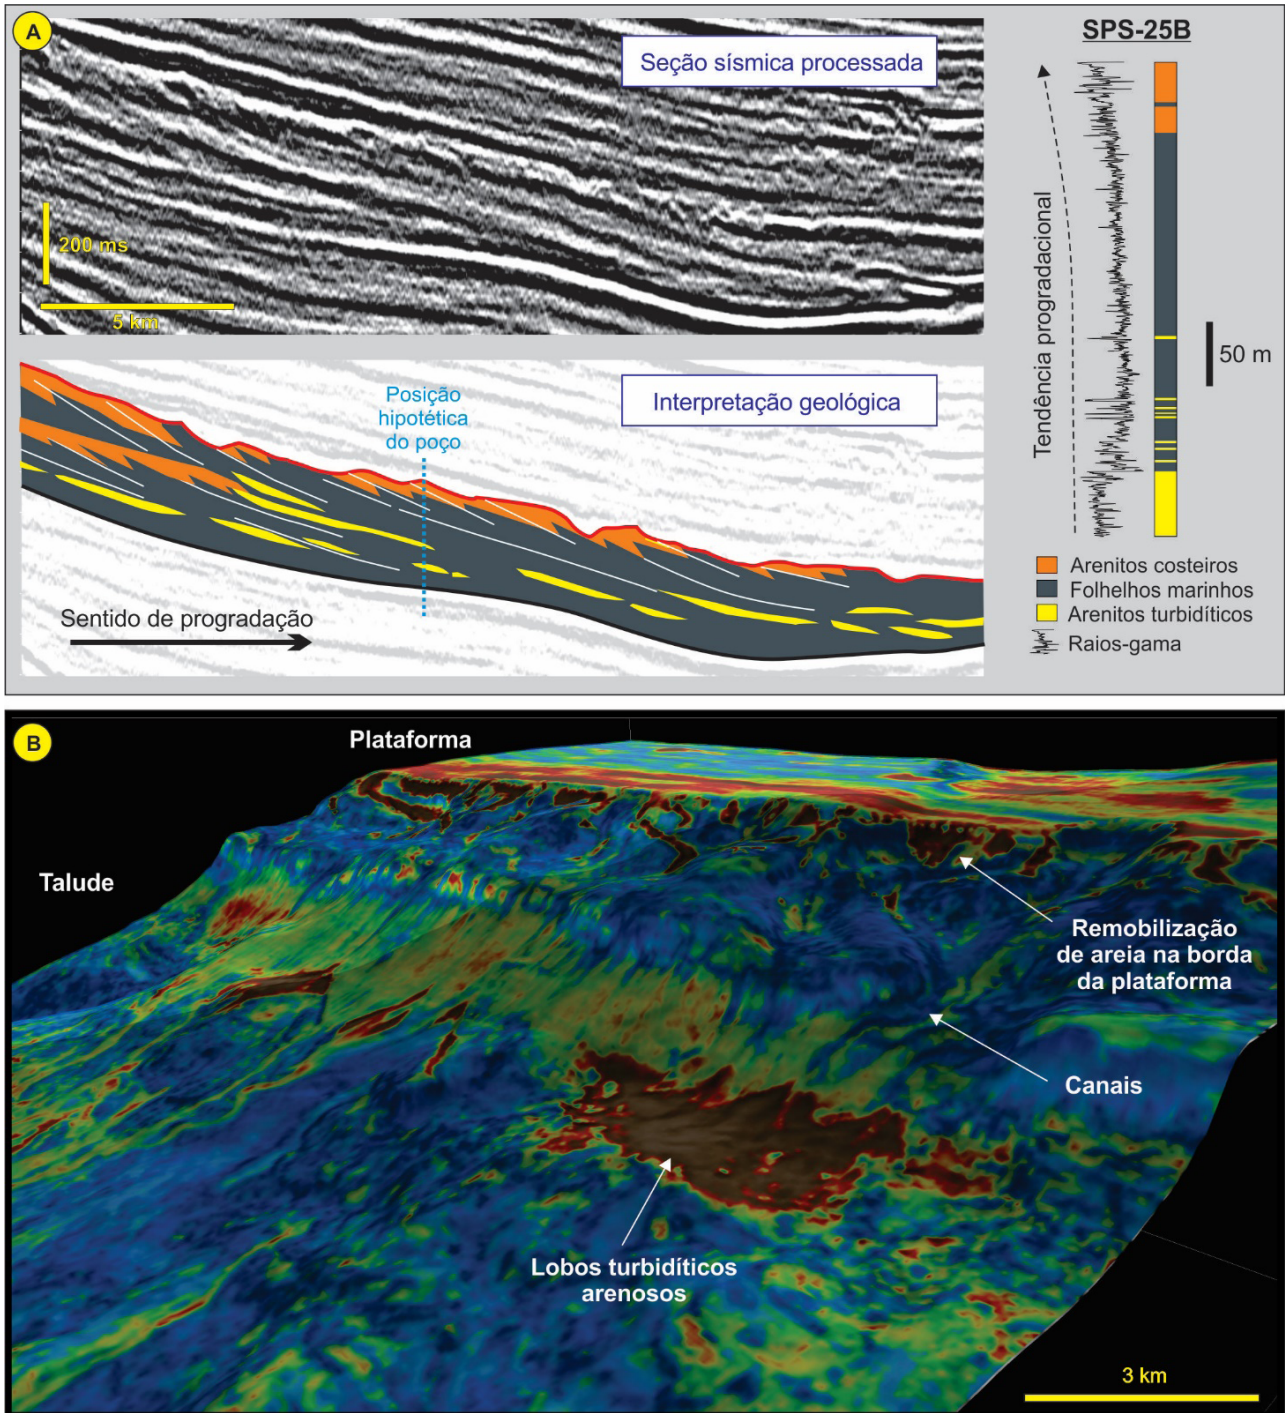 A
Seção sísmica processada
200 ms
5 km
Interpretação geológica
Posição
hipotética
do poço
Sentido de progradação
SPS-25B
Tendência progradacional
50 m
Arenitos costeiros
Folhelhos marinhos
Arenitos turbidíticos
Raios-gama
B
Plataforma
Talude
Remobilização
de areia na borda
da plataforma
Canais
Lobos turbidíticos
arenosos
3 km